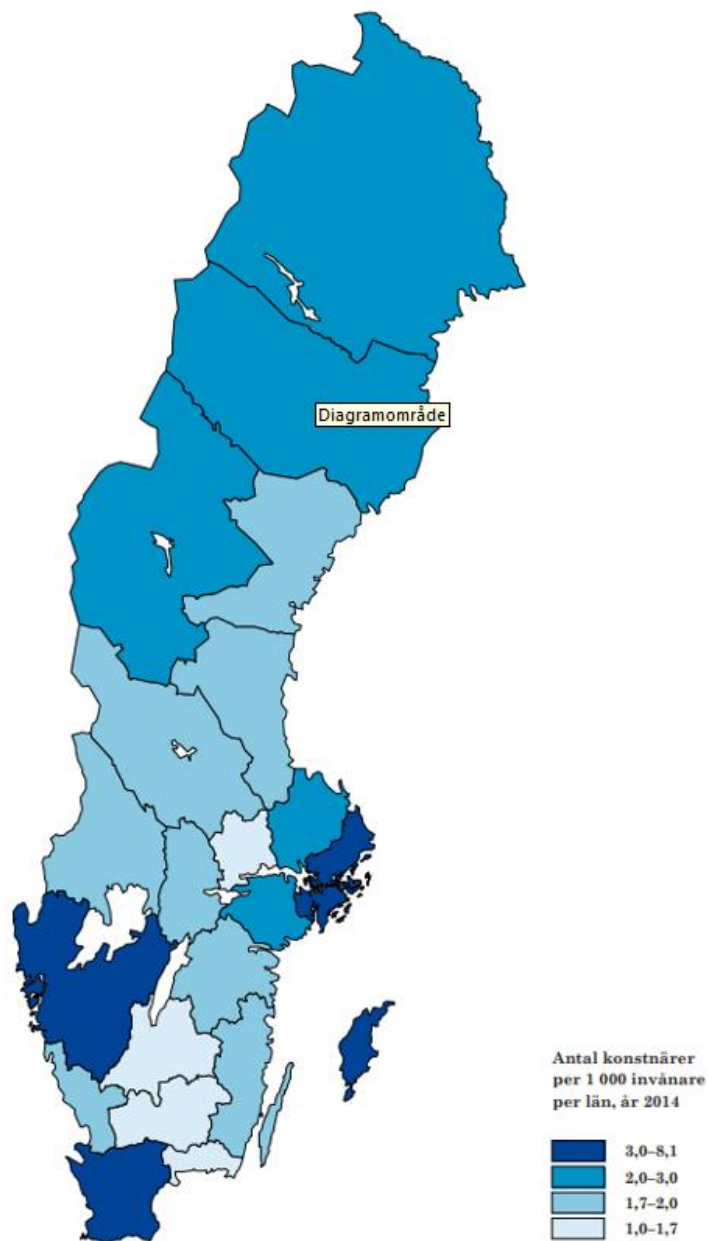 Diagramområde
Antal konstnärer
per 1 000 invånare
per län, år 2014
3,0–8,1
2,0–3,0
1,7–2,0
1,0–1,7